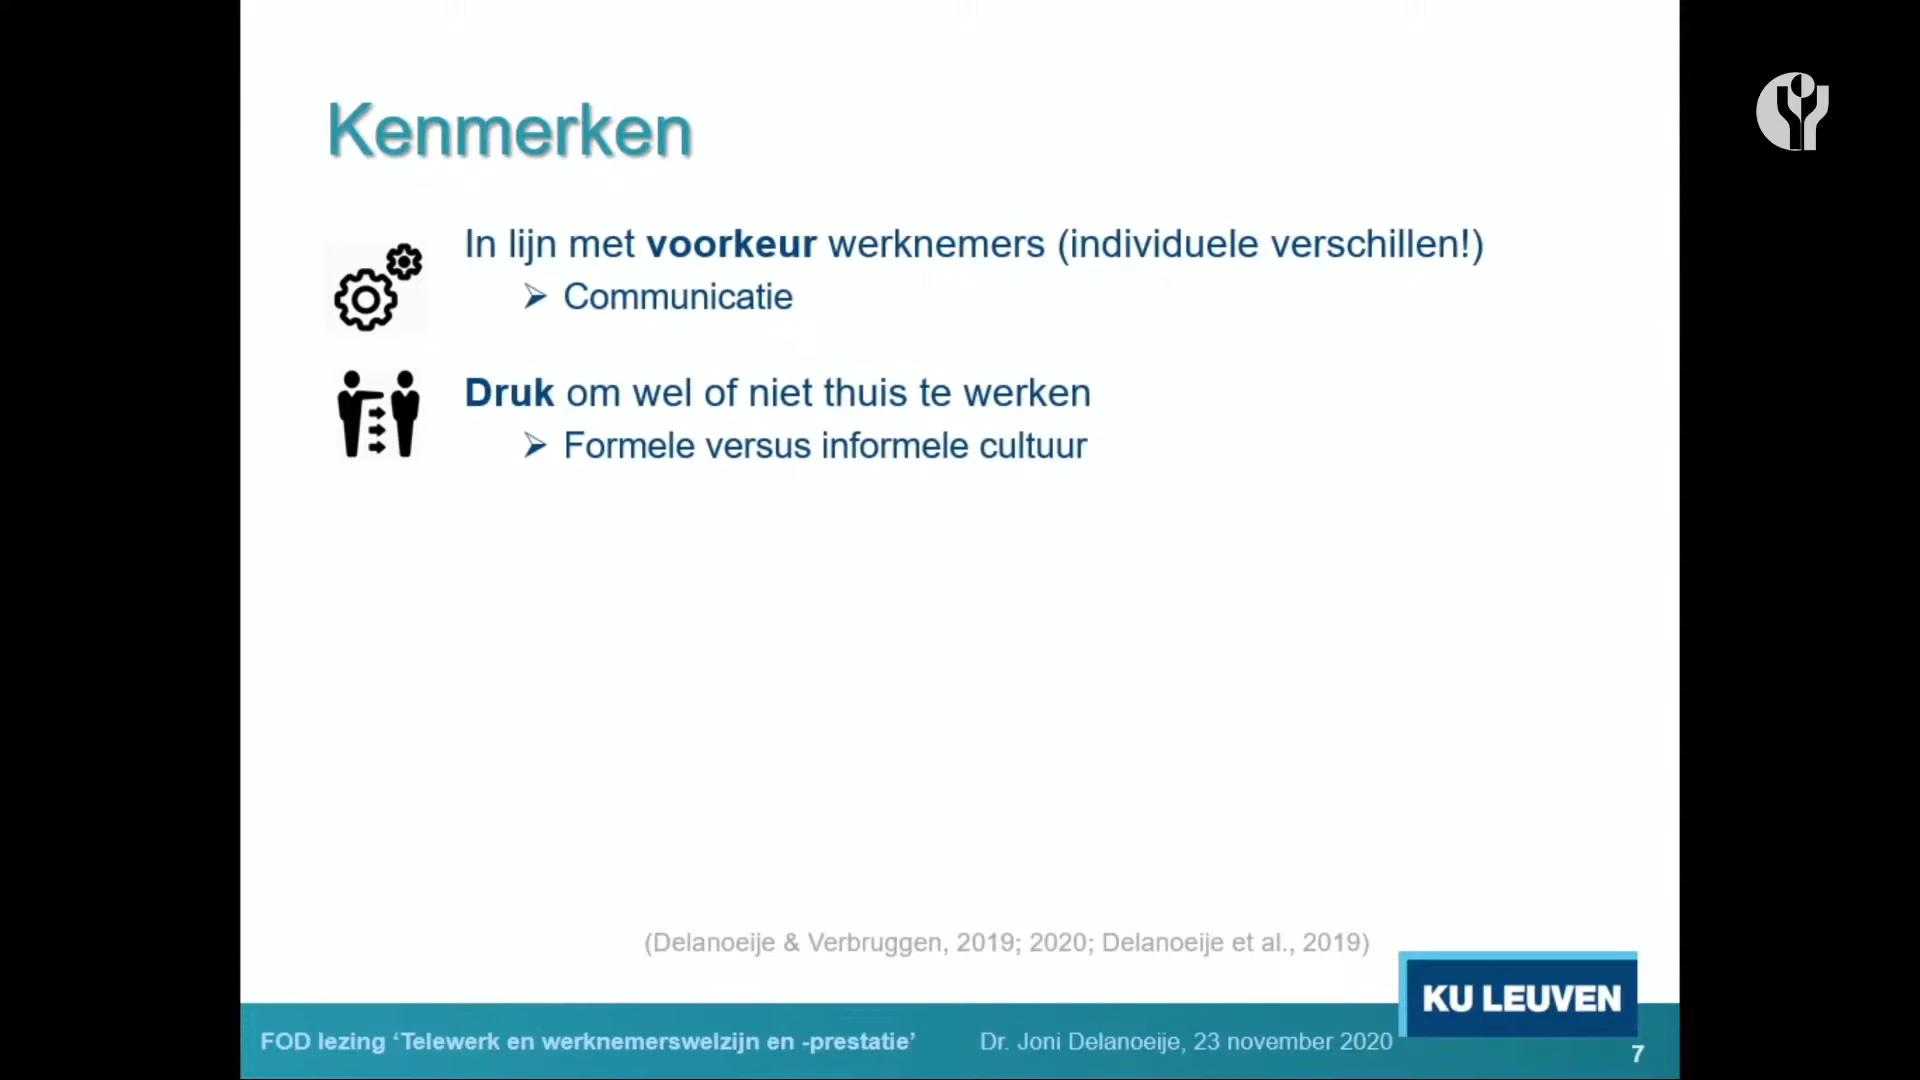 Kenmerken
In lijn met voorkeur werknemers (individuele verschillen!)
➢ Communicatie
Druk om wel of niet thuis te werken
➢ Formele versus informele cultuur
(Delanoeije & Verbruggen, 2019; 2020; Delanoeije et al., 2019)
KU LEUVEN
FOD lezing ‘Telewerk en werknemerswelzijn en -prestatie’ Dr. Joni Delanoeije, 23 november 2020
7